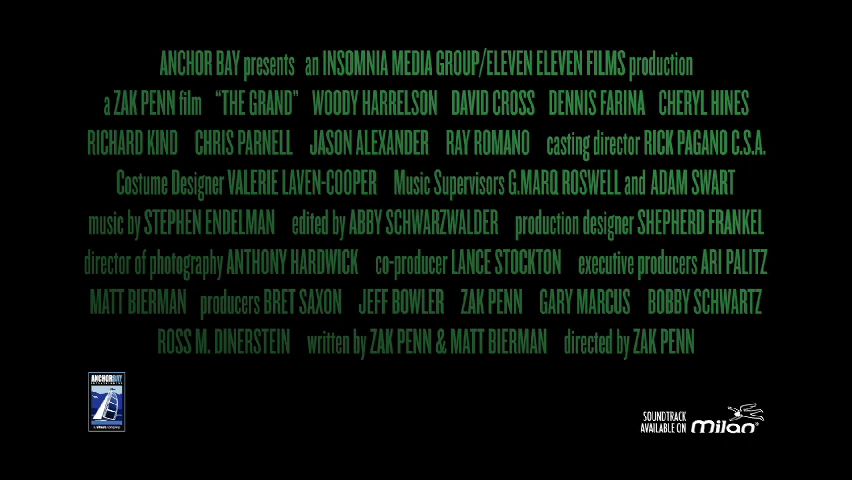 ANCHOR BAY presents an INSOMNIA MEDIA GROUP/ELEVEN ELEVEN FILMS production
a ZAK PENN film "THE GRAND" WOODY HARRELSON DAVID CROSS DENNIS FARINA CHERYL HINES
RICHARD KIND CHRIS PARNELL JASON ALEXANDER RAY ROMANO casting director RICK PAGANO C.S.A.
Costume Designer VALERIE LAVEN-COOPER Music Supervisors G.MARQ ROSWELL and ADAM SWART
music by STEPHEN ENDELMAN edited by ABBY SCHWARZWALDER production designer SHEPHERD FRANKEL
director of photography ANTHONY HARDWICK co-producer LANCE STOCKTON executive producers ARI PALITZ
MATT BIERMAN producers BRET SAXON JEFF BOWLER ZAK PENN GARY MARCUS BOBBY SCHWARTZ
ROSS M. DINERSTEIN written by ZAK PENN & MATT BIERMAN directed by ZAK PENN
ANCHOR BAY
ENTERTAINMENT
SOUNDTRACK
AVAILABLE ON milan®